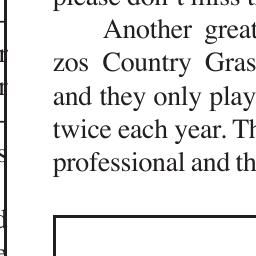 please don't miss t
Another great
zos Country Gras
and they only play
twice each year. Th
professional and th